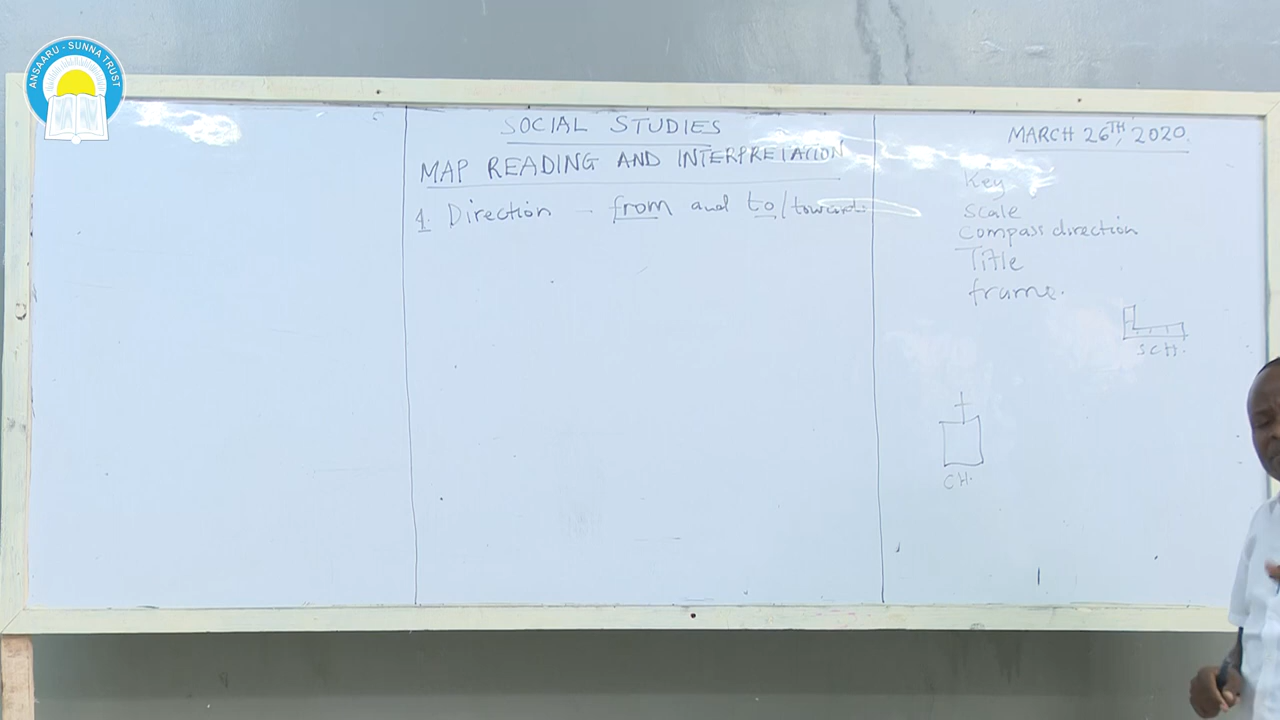 ANSAARU - SUNNA TRUST
SOCIAL STUDIES
MAP READING AND INTERPRETATION
1. Direction - from and to/towards
MARCH 26TH, 2020.
Key
Scale
Compass direction
Title
frame.
SCH.
CH.